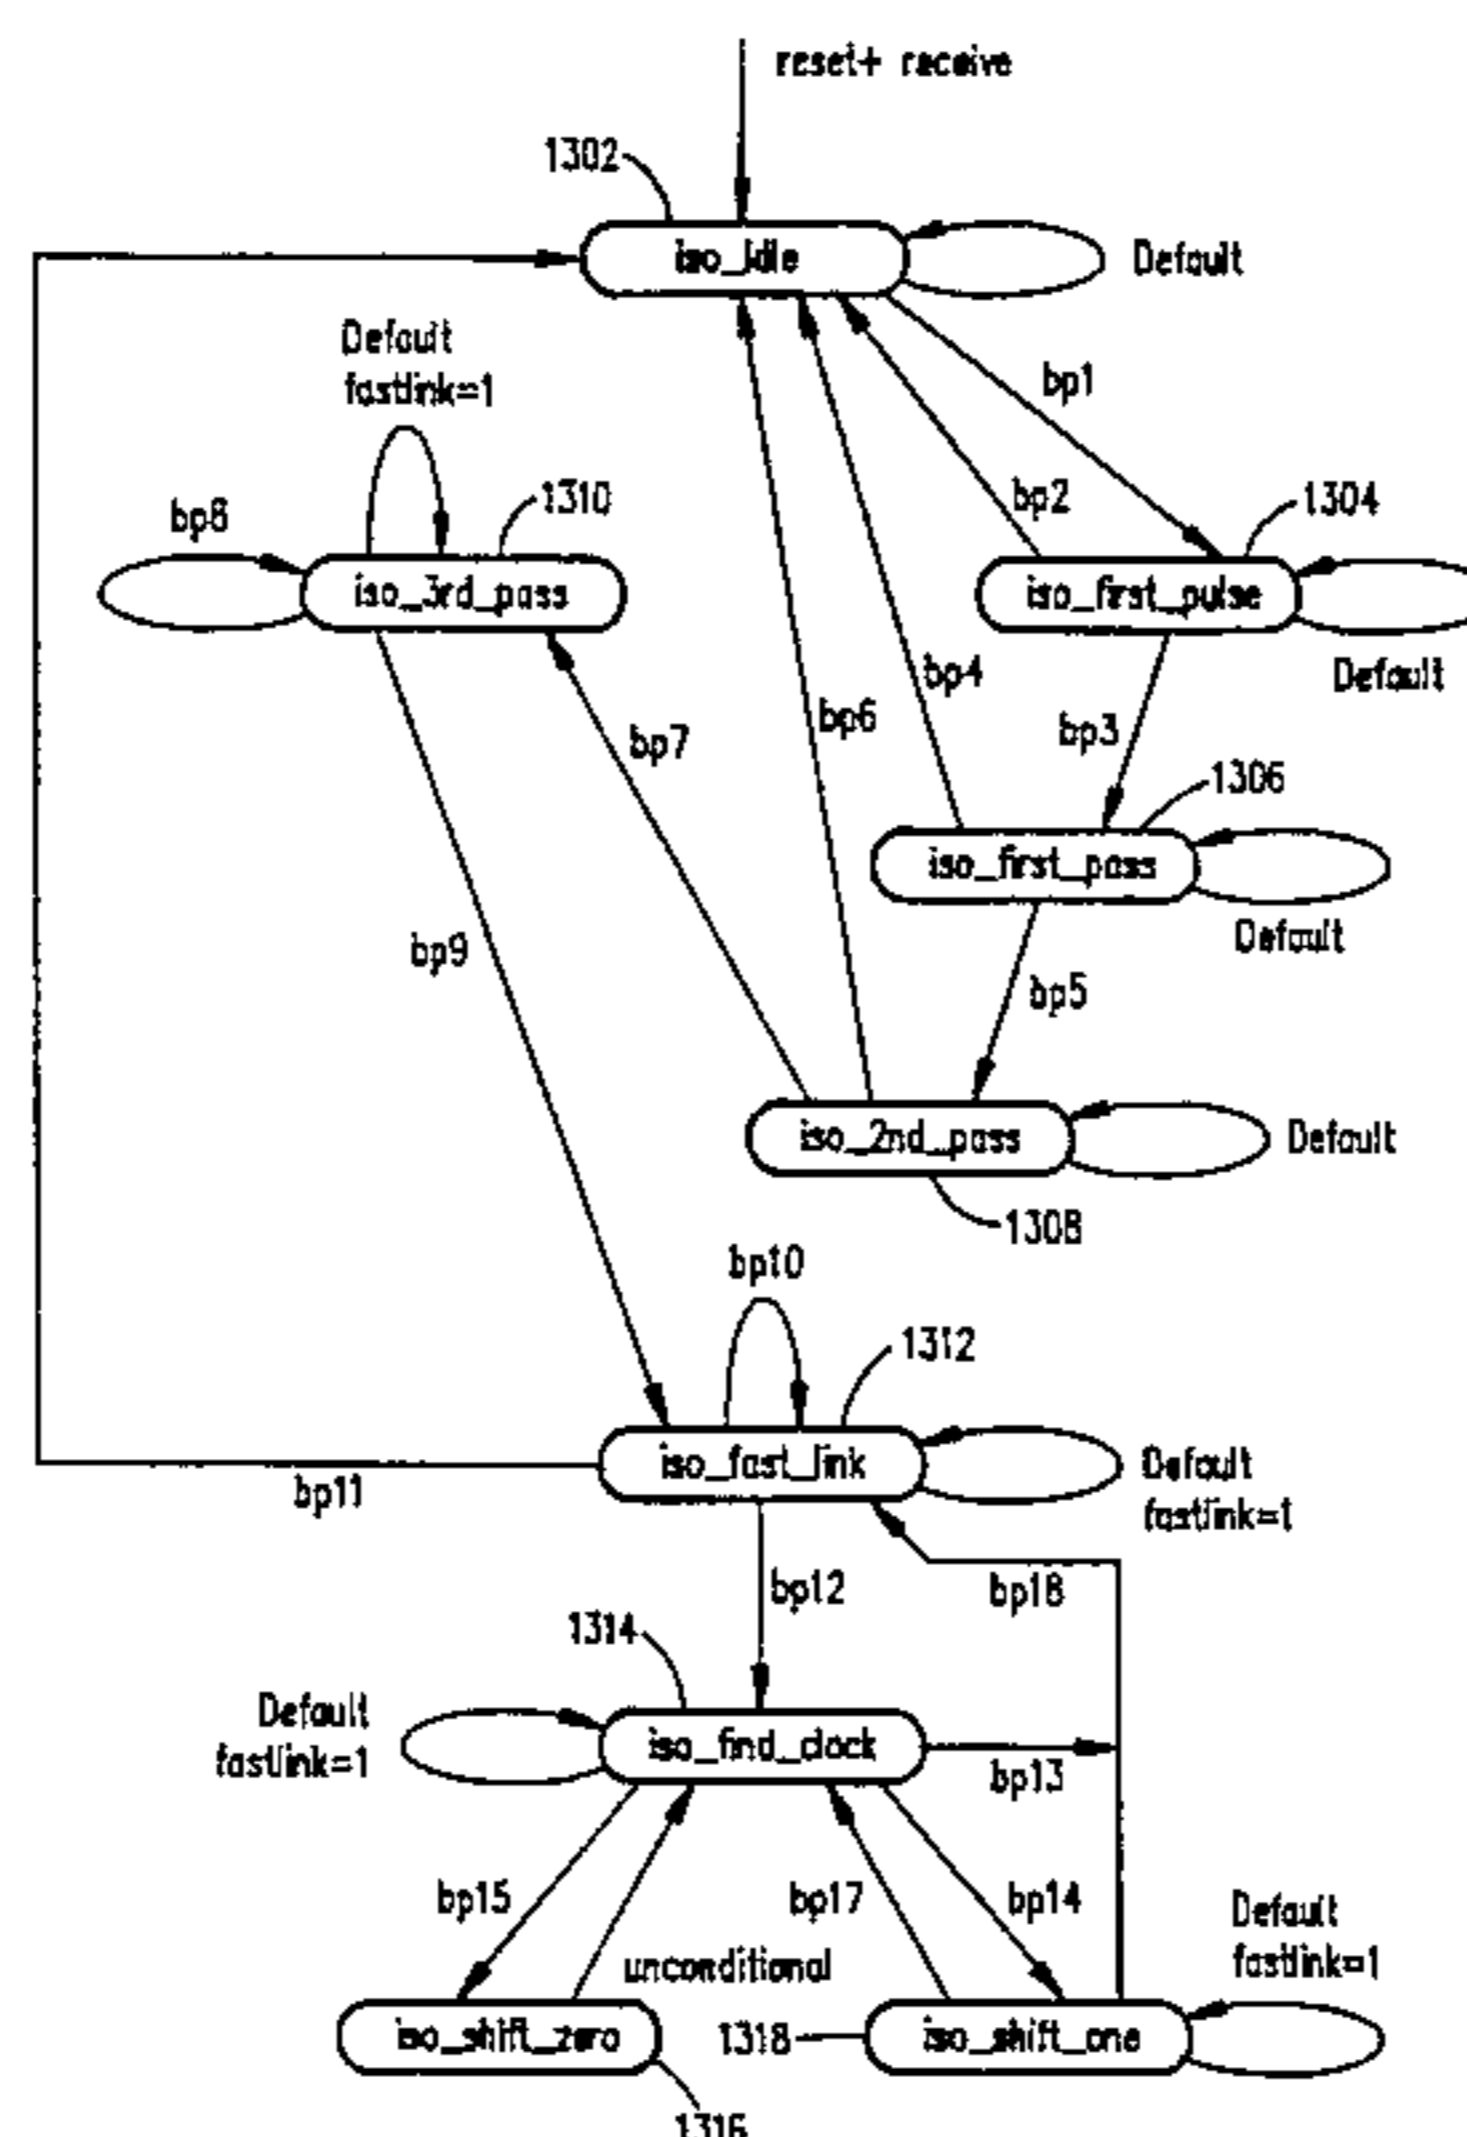 reset+ receive
1302
iso_idle
Default
Default
fastlink=1
bp1
bp8
1310
bp2
1304
iso_3rd_pass
iso_first_pulse
Default
bp4
bp6
bp7
bp3
1306
iso_first_pass
Default
bp9
bp5
iso_2nd_pass
Default
1308
bp10
1312
iso_fast_link
Default
fastlink=1
bp11
bp12
bp18
1314
Default
fastlink=1
iso_find_clock
bp13
bp15
bp17
bp14
Default
fastlink=1
unconditional
iso_shift_zero
1318
iso_shift_one
1316